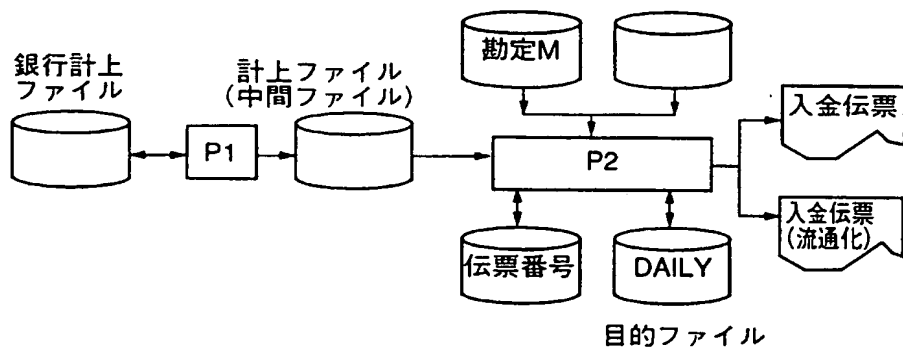 銀行計上
ファイル
P1
計上ファイル
(中間ファイル)
勘定M
P2
伝票番号
DAILY
目的ファイル
入金伝票
入金伝票
(流通化)